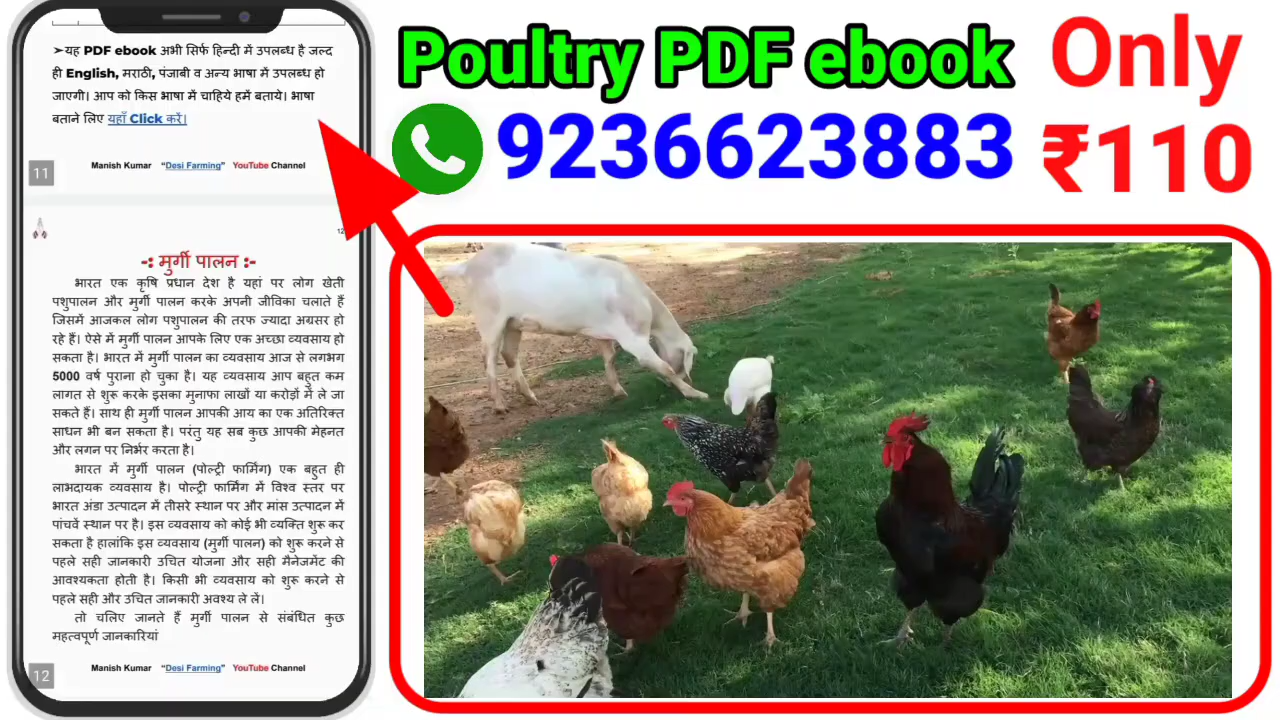 ➢यह PDF ebook अभी सिर्फ हिन्दी में उपलब्ध है जल्द
ही English, मराठी, पंजाबी व अन्य भाषा में उपलब्ध हो
जाएगी। आप को किस भाषा में चाहिये हमें बताये। भाषा
बताने लिए यहाँ Click करें।
Manish Kumar "Desi Farming" YouTube Channel
11
12
-: मुर्गी पालन :-
भारत एक कृषि प्रधान देश है यहां पर लोग खेती
पशुपालन और मुर्गी पालन करके अपनी जीविका चलाते हैं
जिसमें आजकल लोग पशुपालन की तरफ ज्यादा अग्रसर हो
रहे हैं। ऐसे में मुर्गी पालन आपके लिए एक अच्छा व्यवसाय हो
सकता है। भारत में मुर्गी पालन का व्यवसाय आज से लगभग
5000 वर्ष पुराना हो चुका है। यह व्यवसाय आप बहुत कम
लागत से शुरू करके इसका मुनाफा लाखों या करोड़ों में ले जा
सकते हैं। साथ ही मुर्गी पालन आपकी आय का एक अतिरिक्त
साधन भी बन सकता है। परंतु यह सब कुछ आपकी मेहनत
और लगन पर निर्भर करता है।
भारत में मुर्गी पालन (पोल्ट्री फार्मिंग) एक बहुत ही
लाभदायक व्यवसाय है। पोल्ट्री फार्मिंग में विश्व स्तर पर
भारत अंडा उत्पादन में तीसरे स्थान पर और मांस उत्पादन में
पांचवें स्थान पर है। इस व्यवसाय को कोई भी व्यक्ति शुरू कर
सकता है हालांकि इस व्यवसाय (मुर्गी पालन) को शुरू करने से
पहले सही जानकारी उचित योजना और सही मैनेजमेंट की
आवश्यकता होती है। किसी भी व्यवसाय को शुरू करने से
पहले सही और उचित जानकारी अवश्य ले लें।
तो चलिए जानते हैं मुर्गी पालन से संबंधित कुछ
महत्वपूर्ण जानकारियां
Manish Kumar "Desi Farming" YouTube Channel
12
Poultry PDF ebook
9236623883
Only
₹110